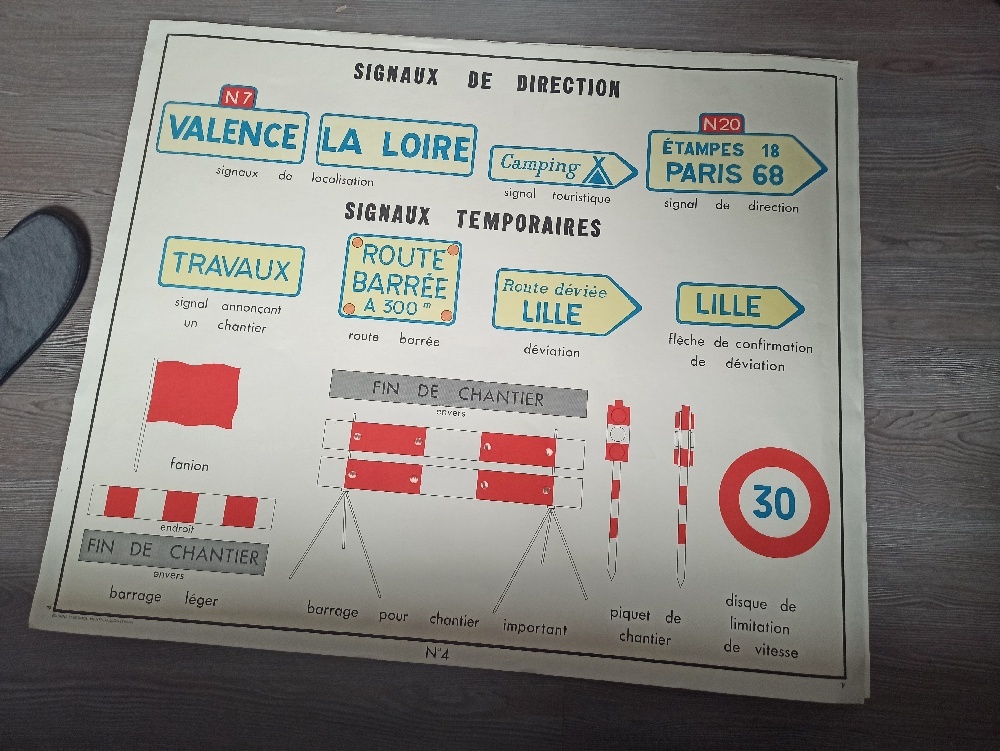 SIGNAUX DE DIRECTION
N7
VALENCE
LA LOIRE
signaux de localisation
Camping
signal touristique
N20
ÉTAMPES 18
PARIS 68
signal de direction
SIGNAUX TEMPORAIRES
TRAVAUX
signal annonçant
un chantier
ROUTE
BARRÉE
A 300 m
route barrée
Route déviée
LILLE
déviation
LILLE
flèche de confirmation
de déviation
fanion
endroit
FIN DE CHANTIER
envers
barrage léger
FIN DE CHANTIER
envers
barrage pour chantier important
piquet de
chantier
30
disque de
limitation
de vitesse
N°4